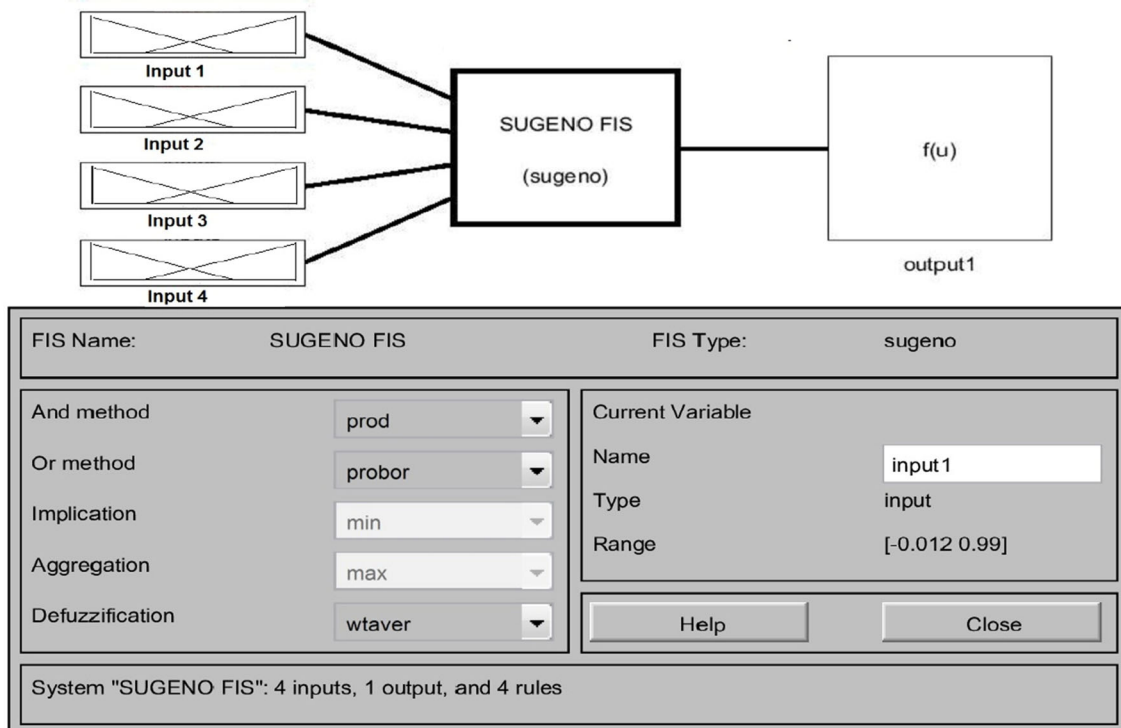 Input 1
Input 2
Input 3
Input 4
SUGENO FIS
(sugeno)
f(u)
output1
FIS Name: SUGENO FIS FIS Type: sugeno
And method prod
Or method probor
Implication min
Aggregation max
Defuzzification wtaver
Current Variable
Name input1
Type input
Range [-0.012 0.99]
Help Close
System "SUGENO FIS": 4 inputs, 1 output, and 4 rules